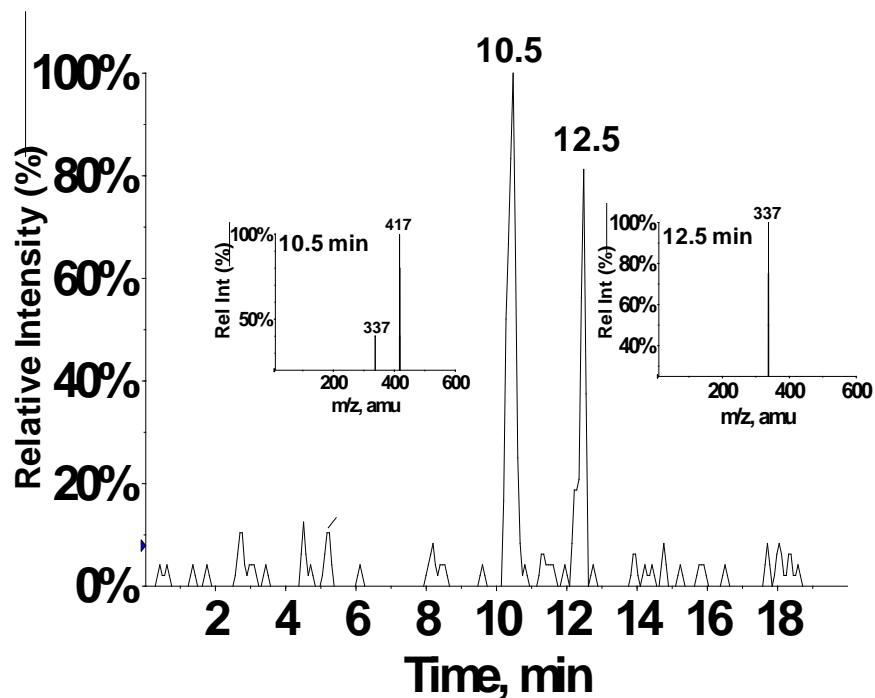 10.5
100%
12.5
80%
60%
40%
20%
0%
Relative Intensity (%)
2 4 6 8 10 12 14 16 18
Time, min
417
100%
10.5 min
337
50%
Rel Int (%)
200 400 600
m/z, amu
337
100%
12.5 min
80%
60%
40%
Rel Int (%)
200 400 600
m/z, amu